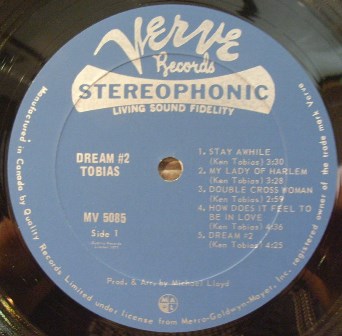 Verve
Records
STEREOPHONIC
LIVING SOUND FIDELITY
DREAM #2
TOBIAS
MV 5085
Side 1
1. STAY AWHILE
(Ken Tobias) 3:30
2. MY LADY OF HARLEM
(Ken Tobias) 3:28
3. DOUBLE CROSS WOMAN
(Ken Tobias) 2:59
4. HOW DOES IT FEEL TO
BE IN LOVE
(Ken Tobias) 4:36
5. DREAM #2
(Ken Tobias) 4:25
Prod. & Arr. by Michael Lloyd
Manufactured in Canada by Quality Records Limited under license from Metro-Goldwyn-Mayer, Inc. registered owner of the trade mark Verve